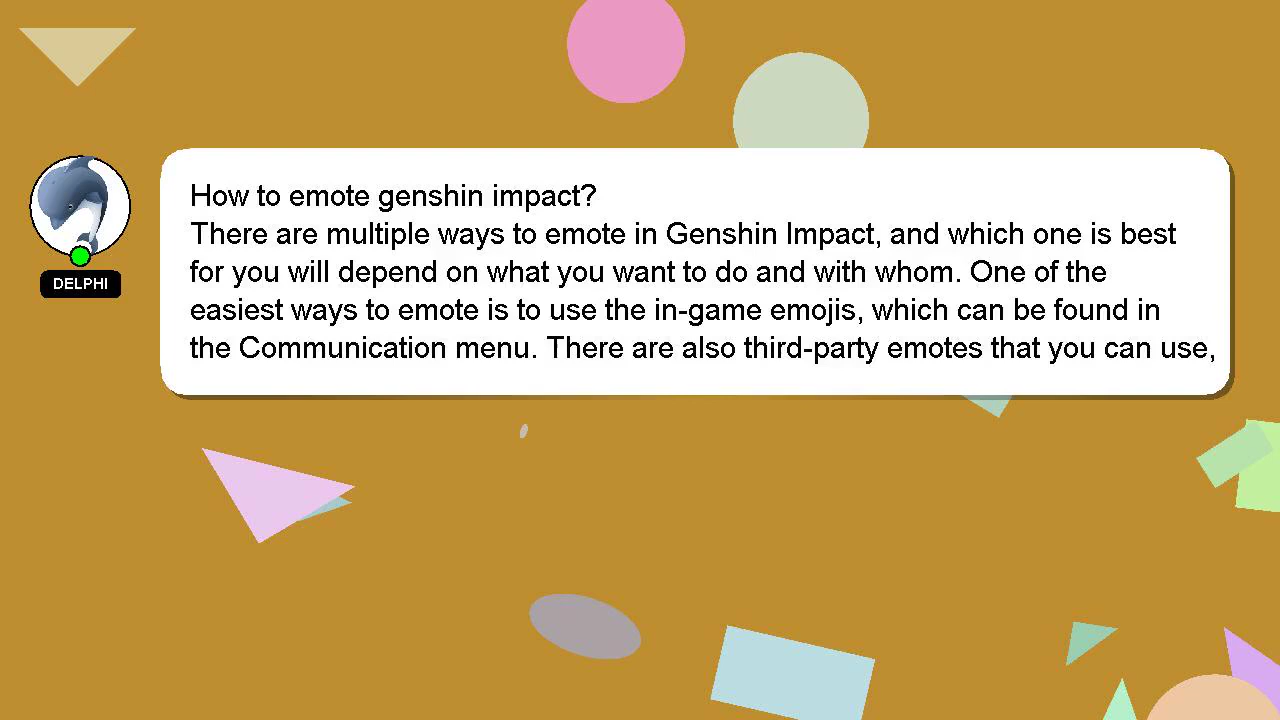 How to emote genshin impact?
There are multiple ways to emote in Genshin Impact, and which one is best
for you will depend on what you want to do and with whom. One of the
easiest ways to emote is to use the in-game emojis, which can be found in
the Communication menu. There are also third-party emotes that you can use,
DELPHI